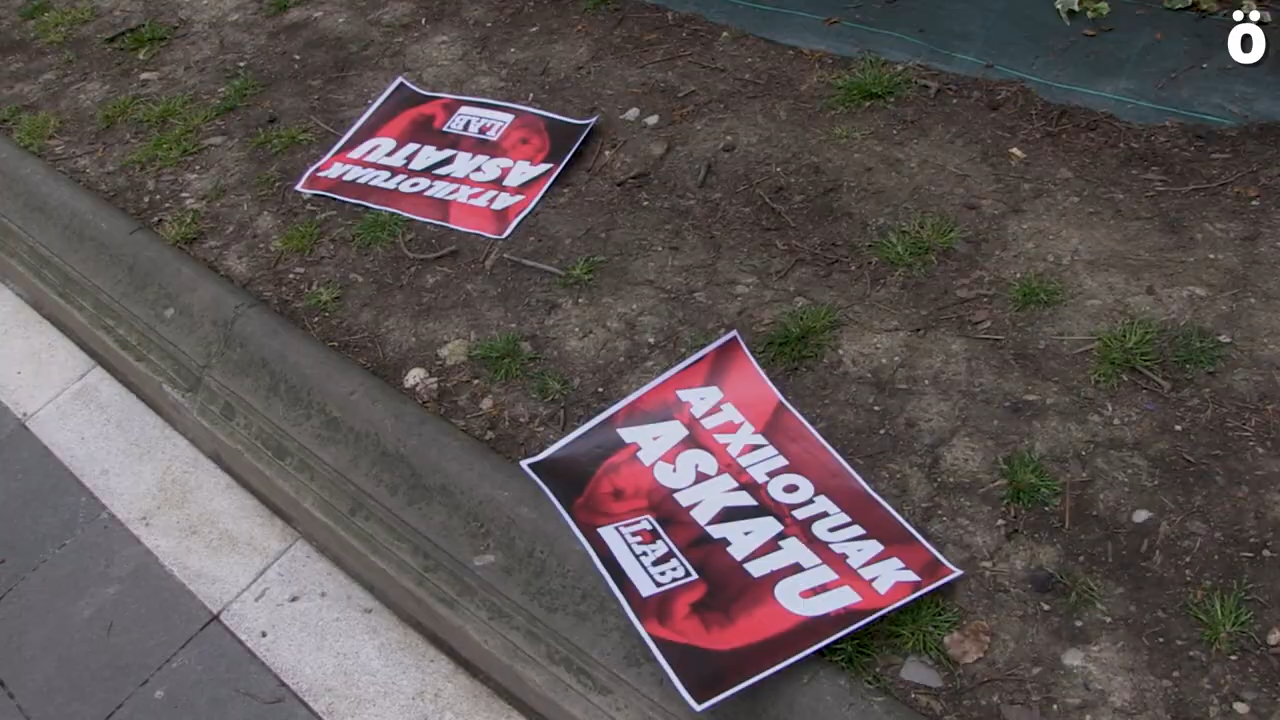 ö
ATXILOTUAK
ASKATU
LAB
ATXILOTUAK
ASKATU
LAB